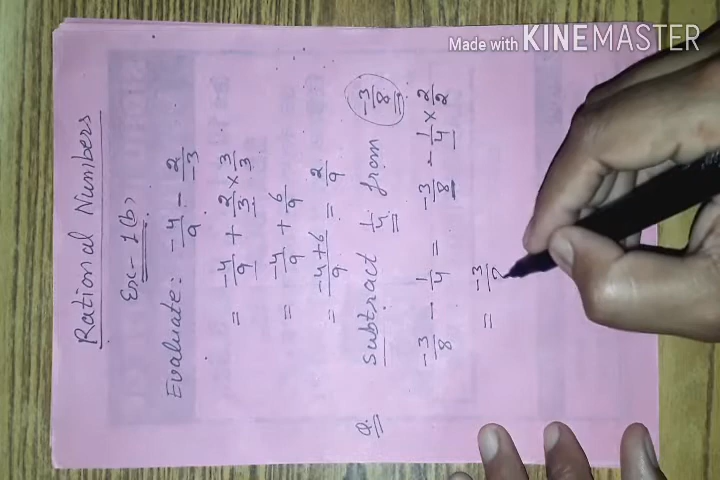 Made with KINEMASTER
Rational Numbers
Exc-1(b)
Evaluate: -4/9 - 2/-3
= -4/9 + 2/3 × 3/3
= -4/9 + 6/9
= -4+6/9 = 2/9
Q. Subtract 1/4 from -3/8
-3/8 - 1/4 = -3/8 - 1/4 × 2/2
= -3/8